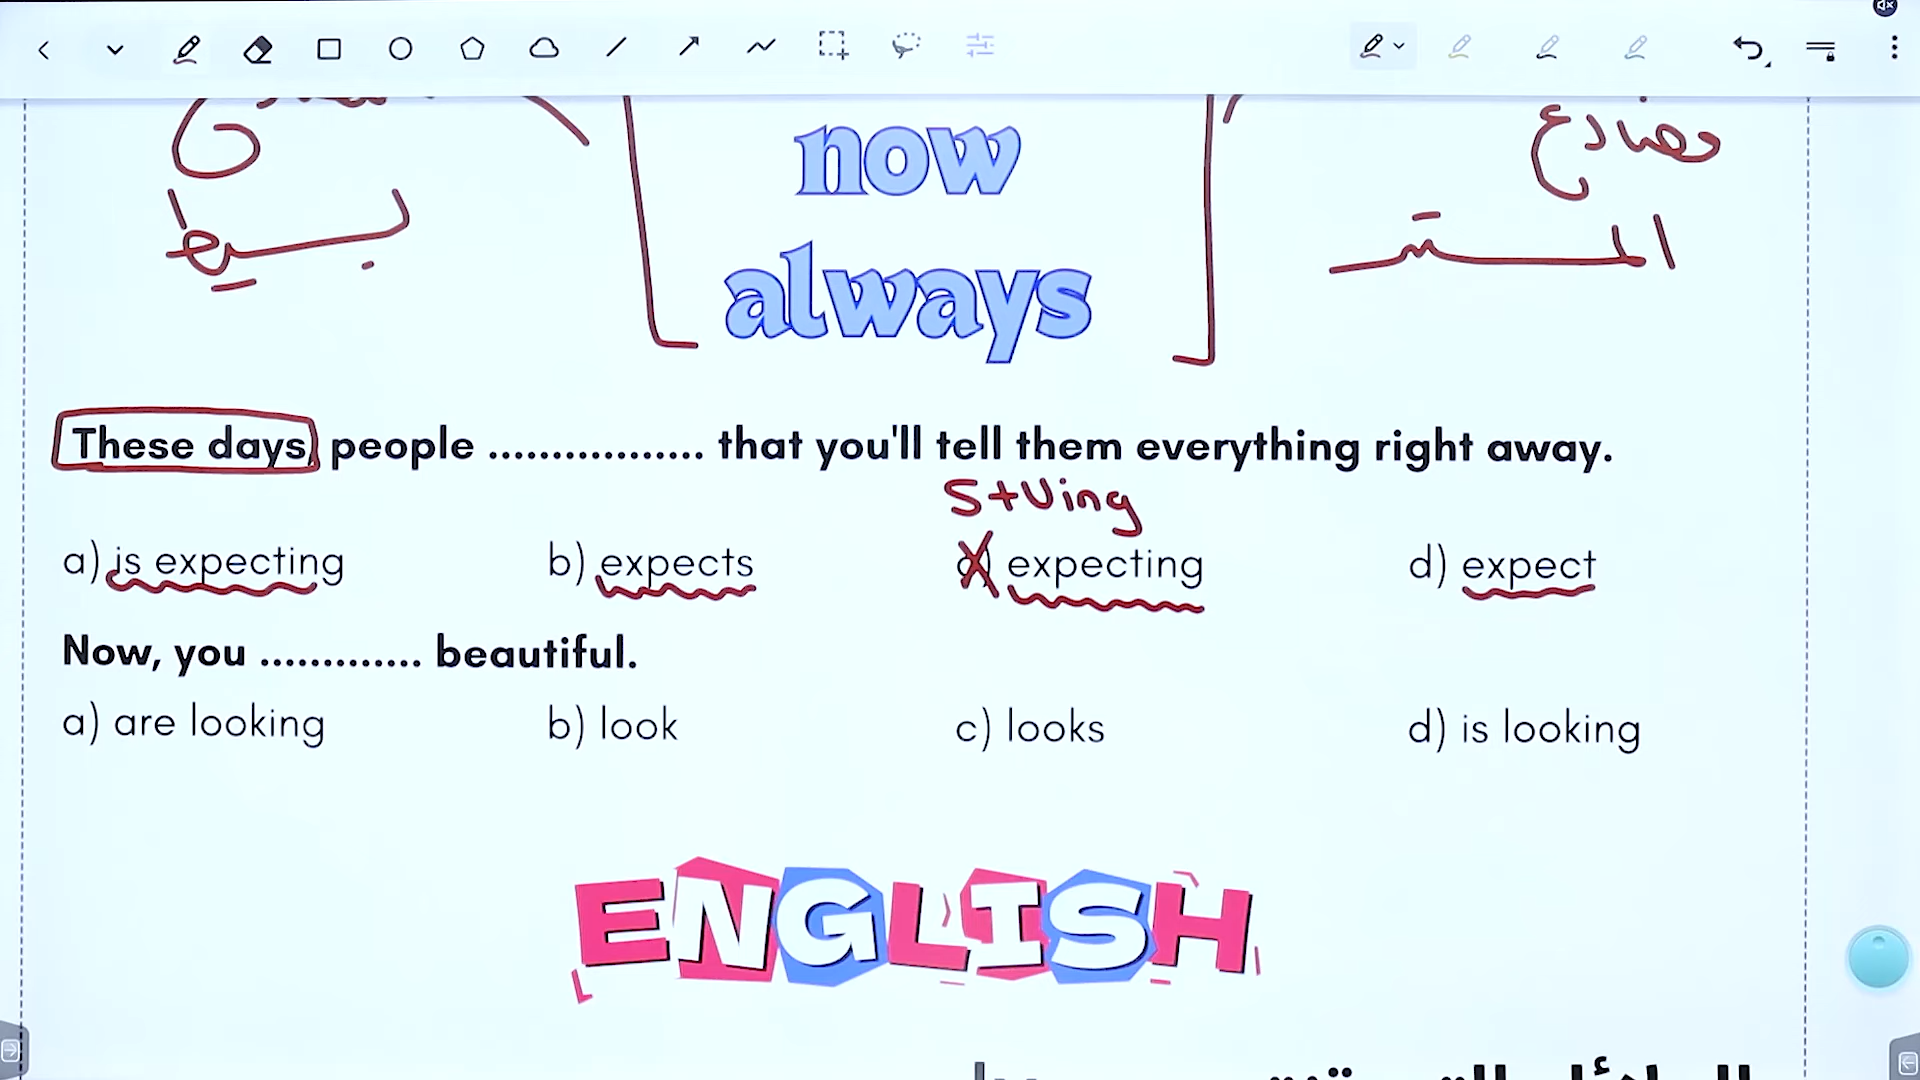 now
always
مضارع
المستمر
بسيط
These days, people ................. that you'll tell them everything right away.
S+Ving
a) is expecting b) expects c) expecting d) expect
Now, you ............. beautiful.
a) are looking b) look c) looks d) is looking
ENGLISH